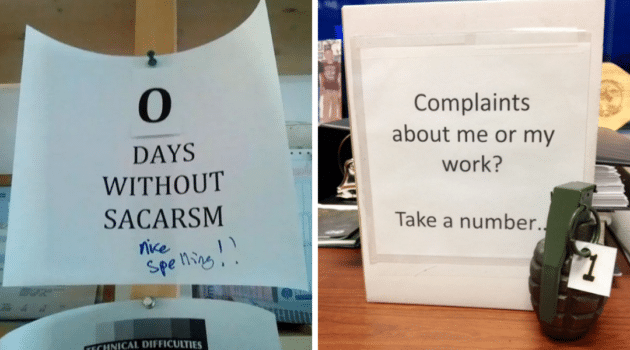 0
DAYS
WITHOUT
SACARSM
nice
spelling!!
TECHNICAL DIFFICULTIES
Complaints
about me or my
work?
Take a number..
1